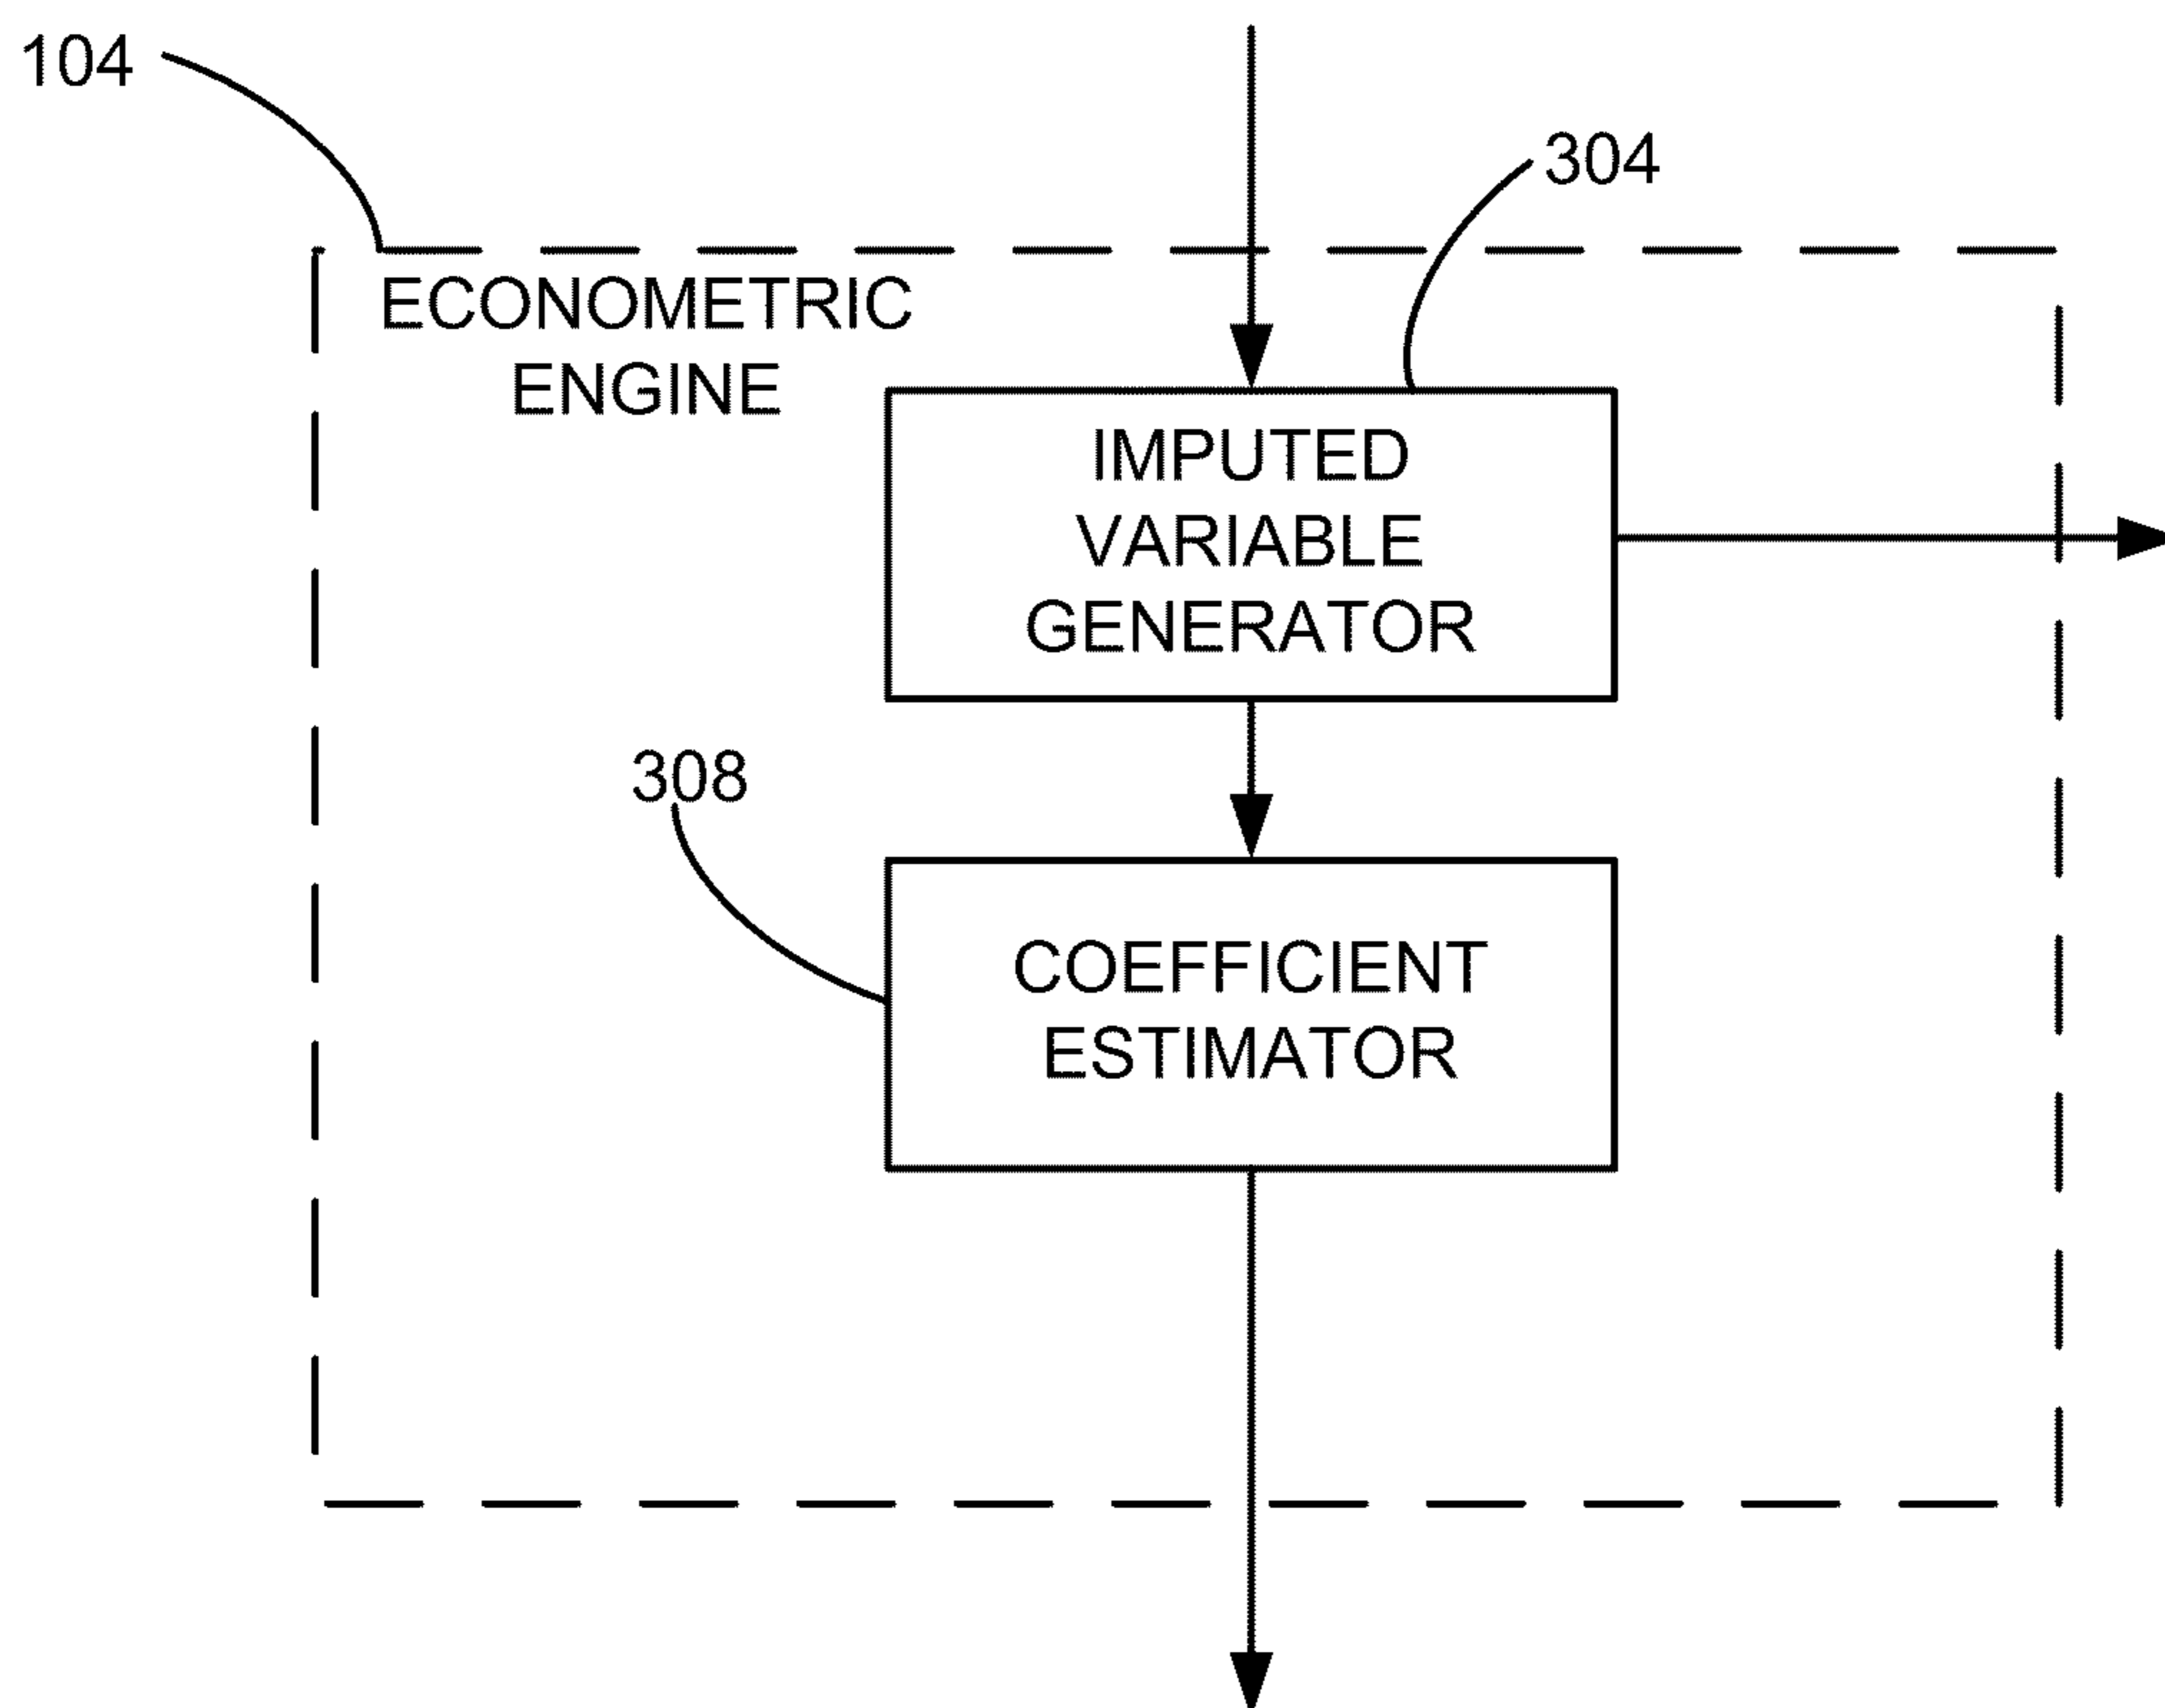 104
304
ECONOMETRIC
ENGINE
IMPUTED
VARIABLE
GENERATOR
308
COEFFICIENT
ESTIMATOR